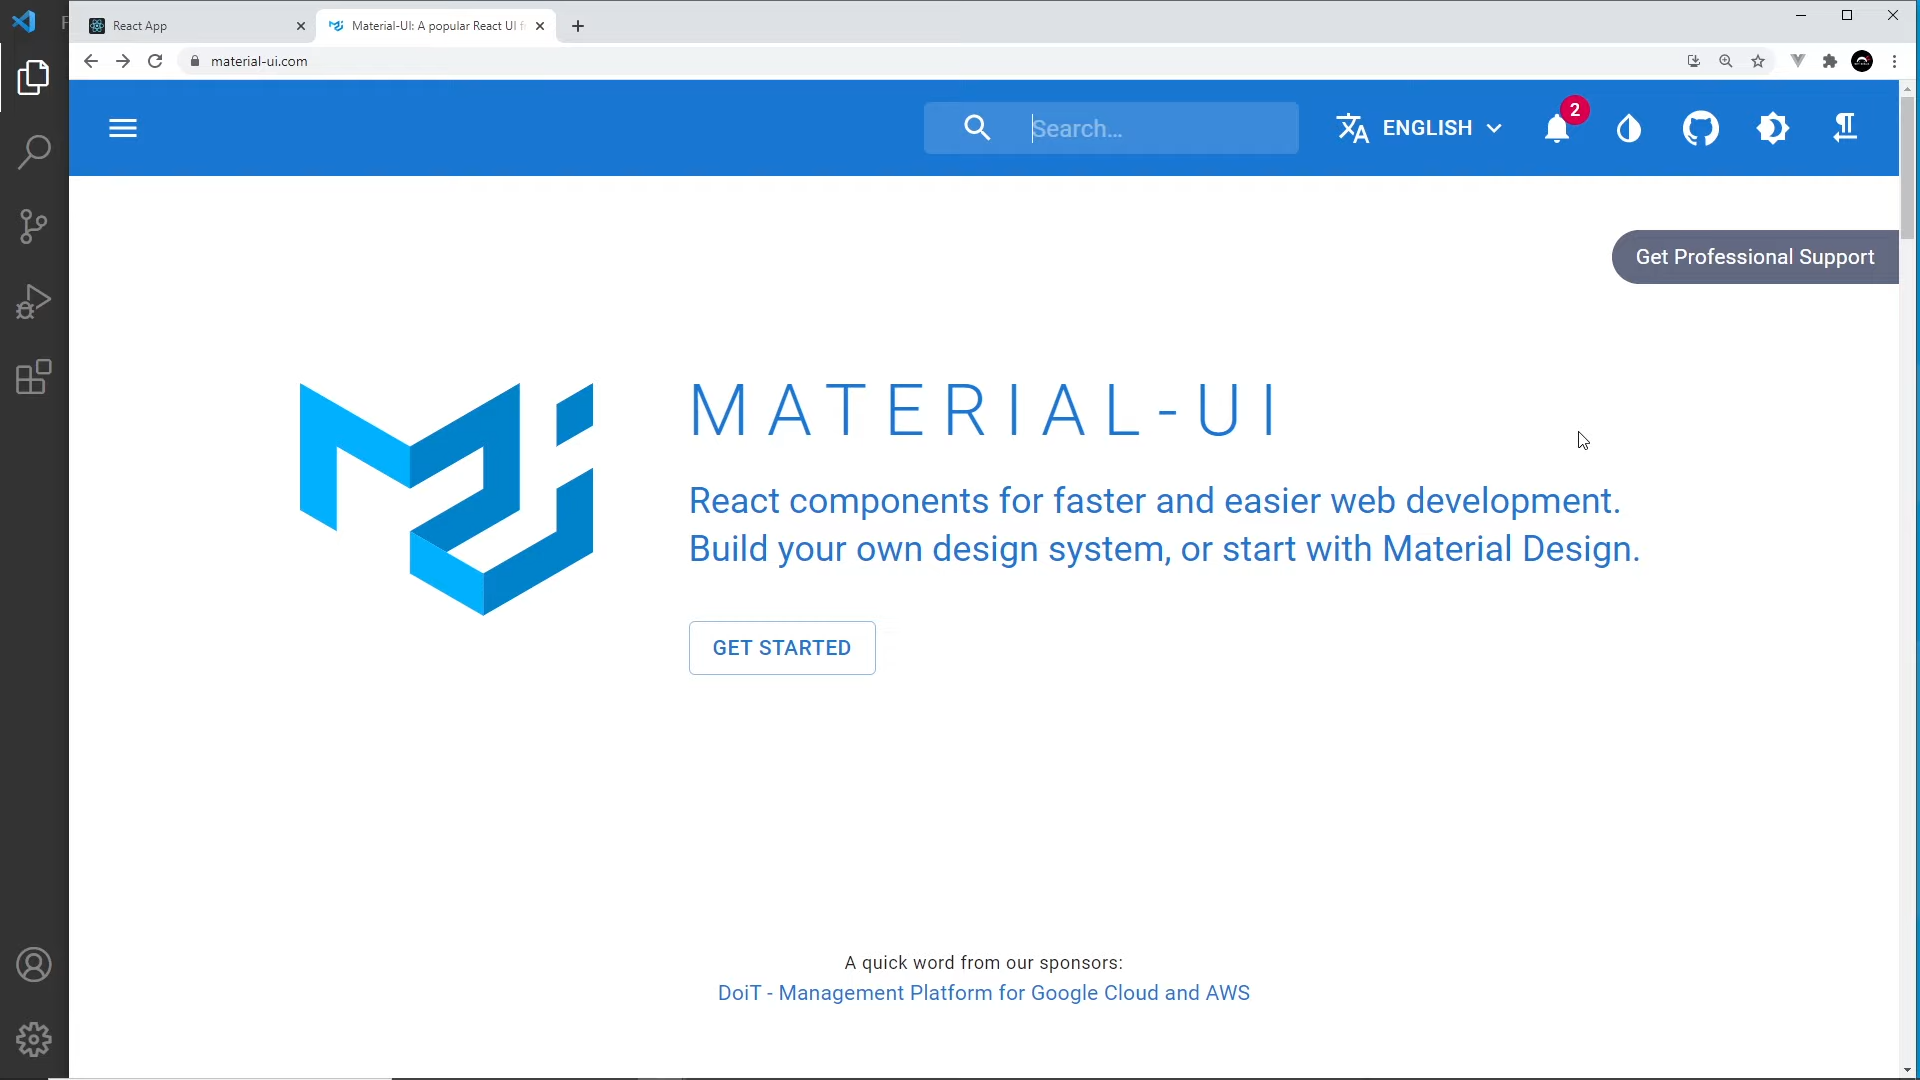 React App
Material-UI: A popular React UI f
material-ui.com
Search…
ENGLISH
2
Get Professional Support
MATERIAL-UI
React components for faster and easier web development.
Build your own design system, or start with Material Design.
GET STARTED
A quick word from our sponsors:
DoiT - Management Platform for Google Cloud and AWS